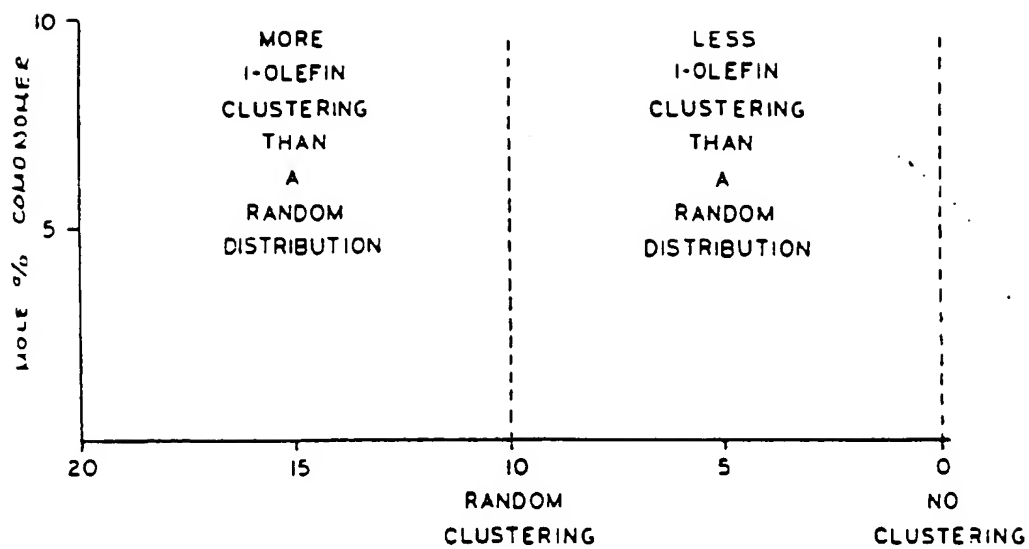 10
5
MOLE % COMONOMER
MORE
1-OLEFIN
CLUSTERING
THAN
A
RANDOM
DISTRIBUTION
LESS
1-OLEFIN
CLUSTERING
THAN
A
RANDOM
DISTRIBUTION
20 15 10 5 0
RANDOM
CLUSTERING
NO
CLUSTERING